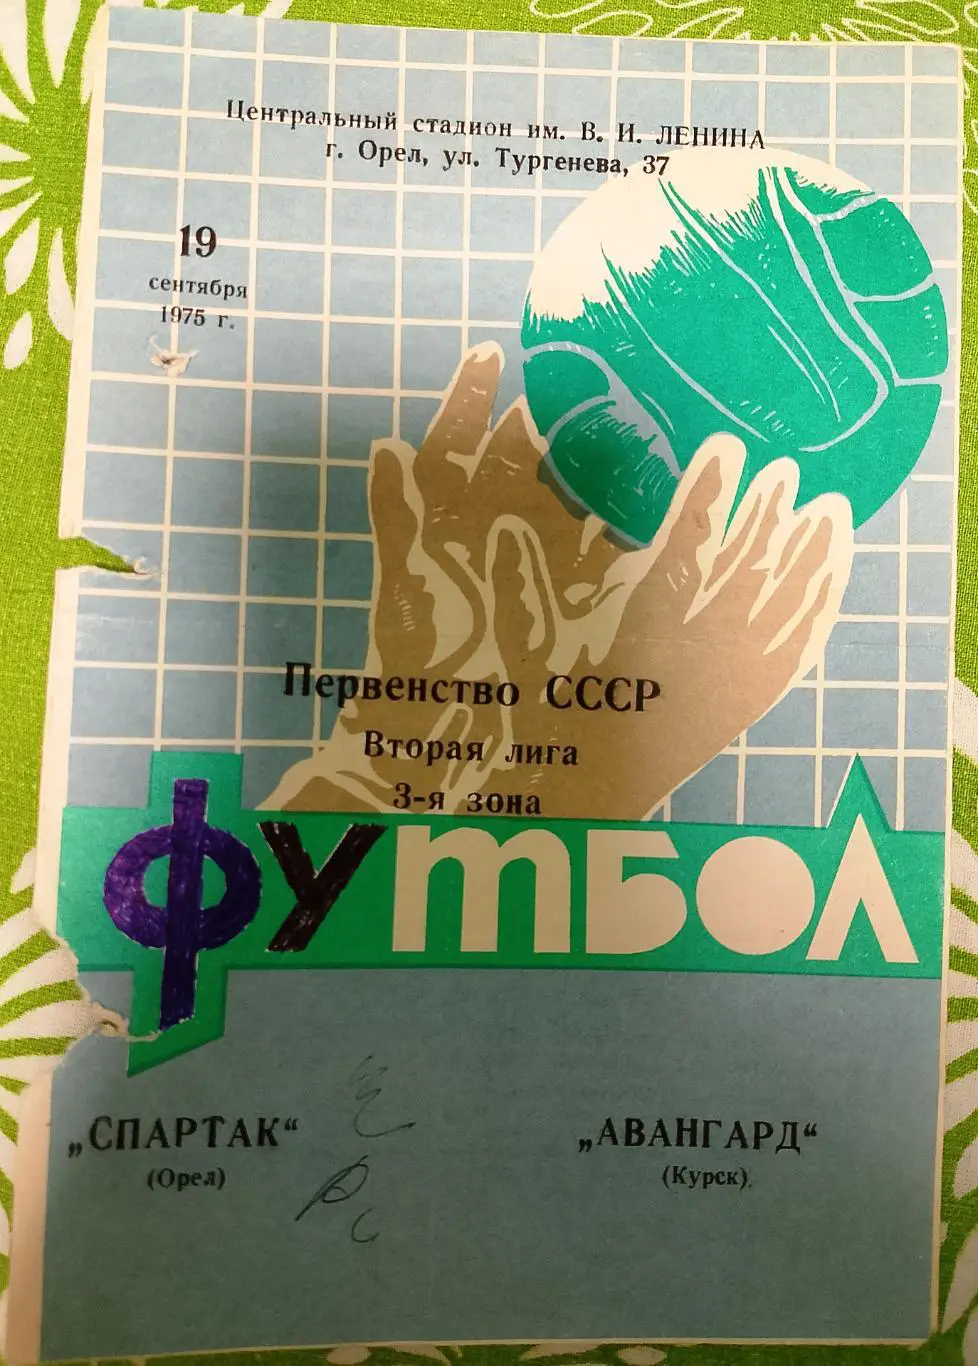 Центральный стадион им. В. И. ЛЕНИНА
г. Орел, ул. Тургенева, 37
19
сентября
1975 г.
Первенство СССР
Вторая лига
3-я зона
ФУТБОЛ
„СПАРТАК“
(Орел)
„АВАНГАРД“
(Курск).